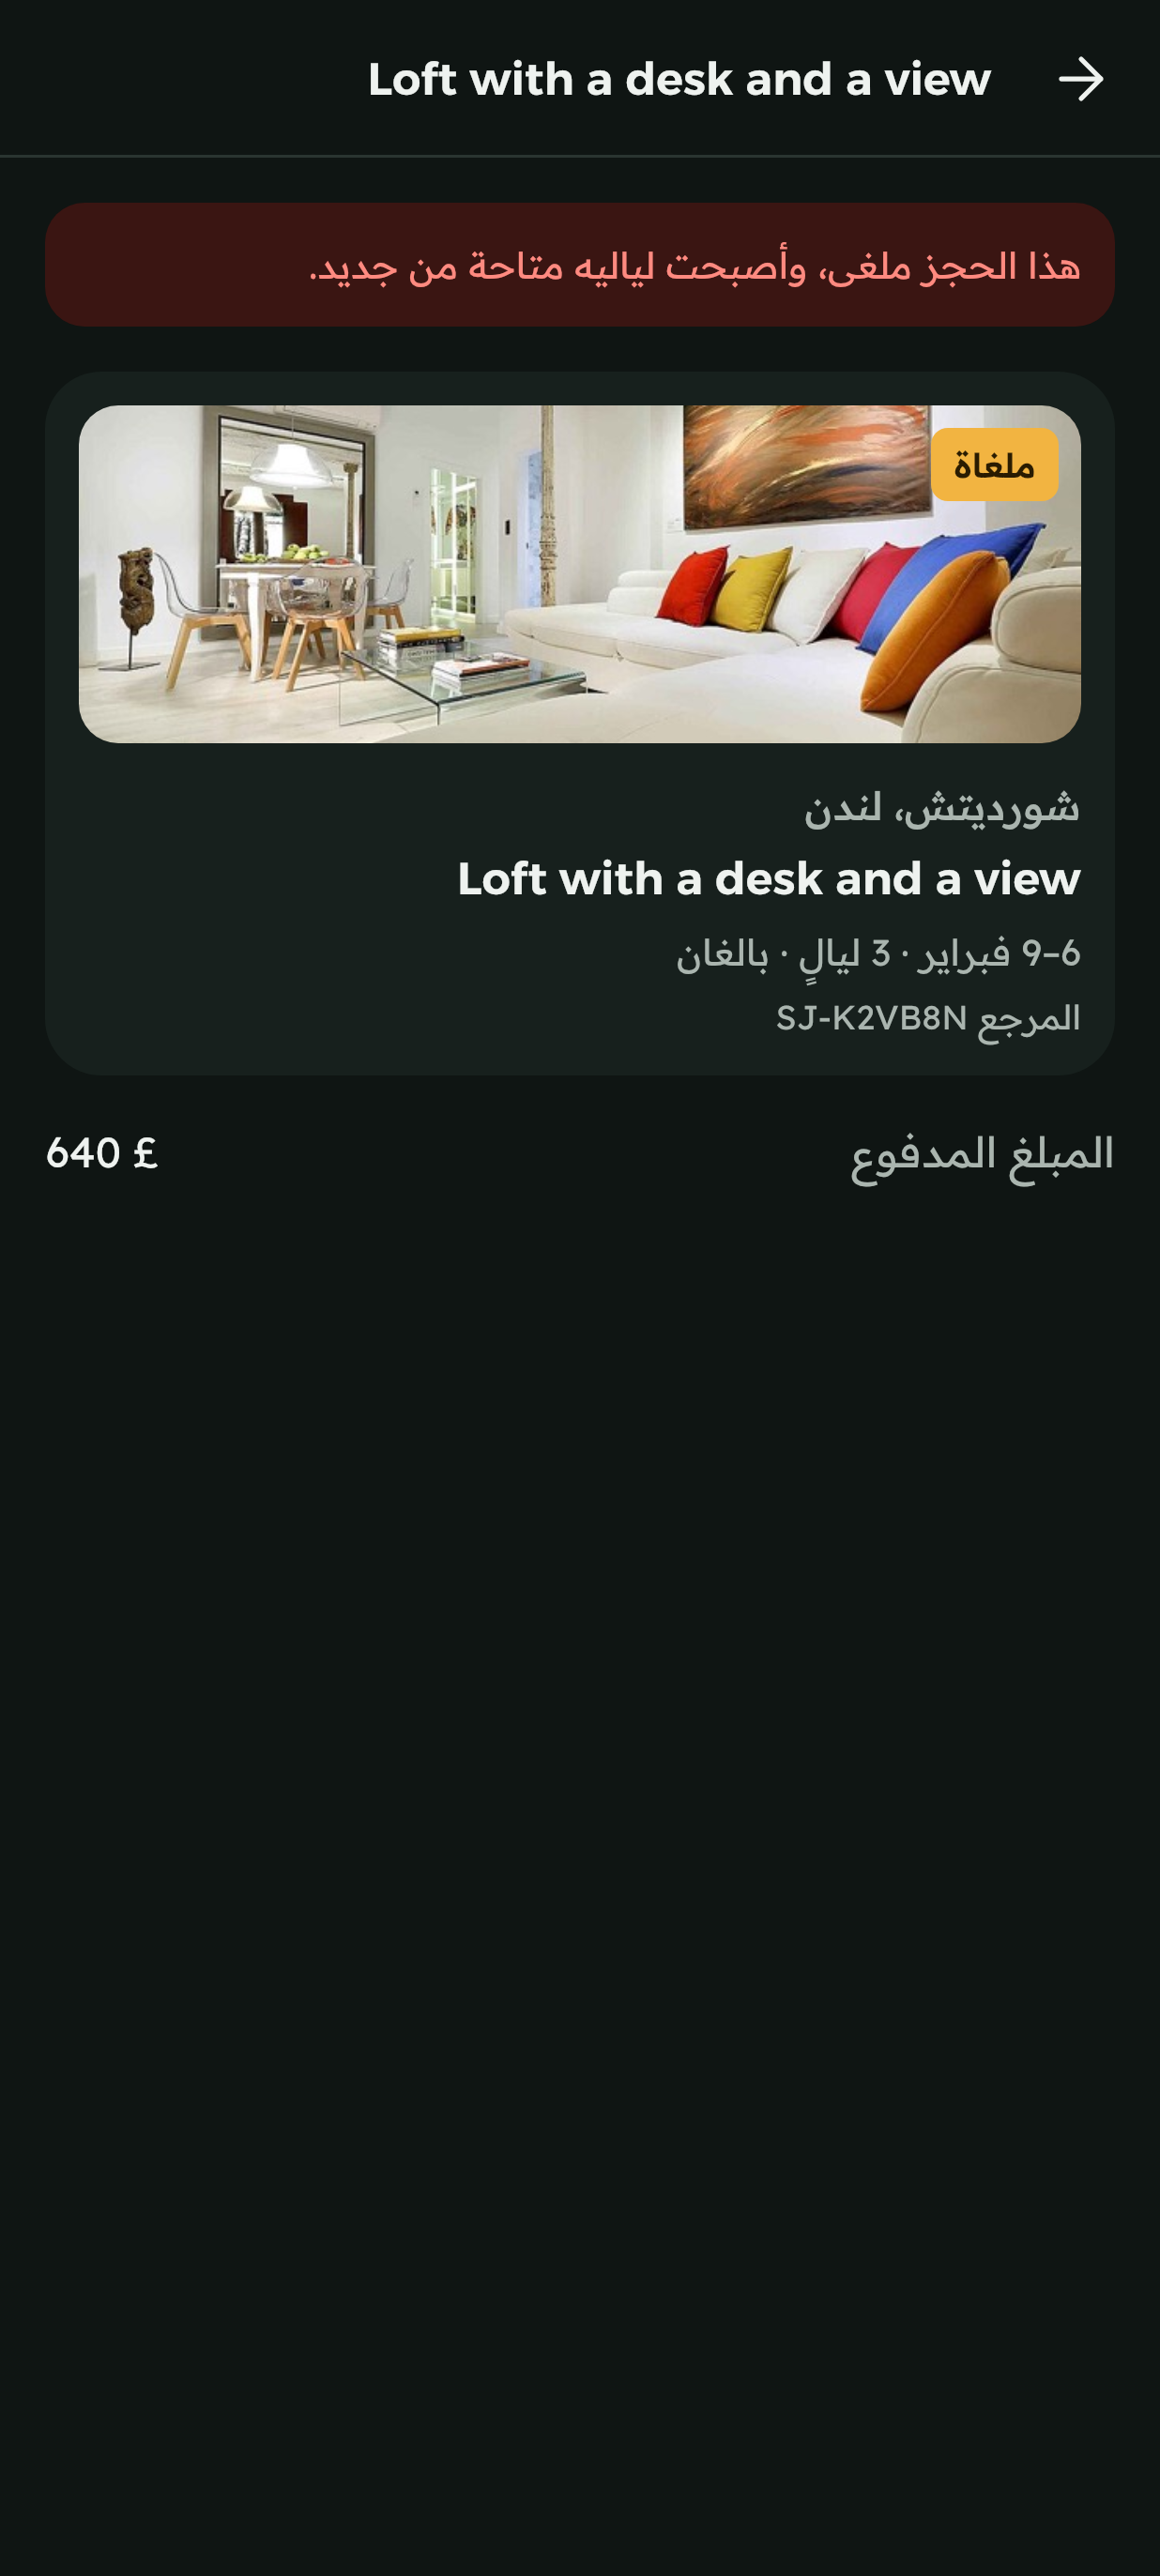 Loft with a desk and a view
هذا الحجز ملغى، وأصبحت لياليه متاحة من جديد.
ملغاة
شورديتش، لندن
Loft with a desk and a view
6–9 فبراير · 3 ليالٍ · بالغان
المرجع SJ-K2VB8N
المبلغ المدفوع
640 £